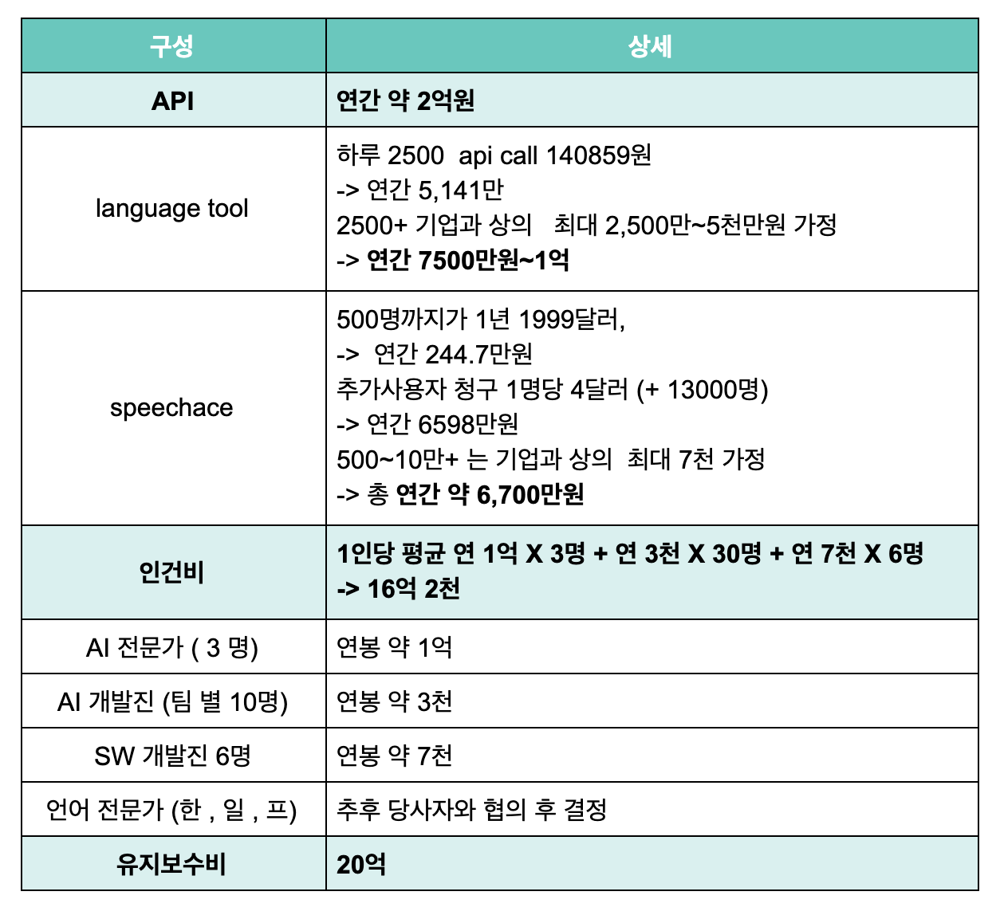 구성 상세
API 연간 약 2억원
language tool
하루 2500 api call 140859원
-> 연간 5,141만
2500+ 기업과 상의 최대 2,500만~5천만원 가정
-> 연간 7500만원~1억
speechace
500명까지가 1년 1999달러,
-> 연간 244.7만원
추가사용자 청구 1명당 4달러 (+ 13000명)
-> 연간 6598만원
500~10만+ 는 기업과 상의 최대 7천 가정
-> 총 연간 약 6,700만원
인건비
1인당 평균 연 1억 X 3명 + 연 3천 X 30명 + 연 7천 X 6명
-> 16억 2천
AI 전문가 ( 3 명) 연봉 약 1억
AI 개발진 (팀 별 10명) 연봉 약 3천
SW 개발진 6명 연봉 약 7천
언어 전문가 (한 , 일 , 프) 추후 당사자와 협의 후 결정
유지보수비 20억